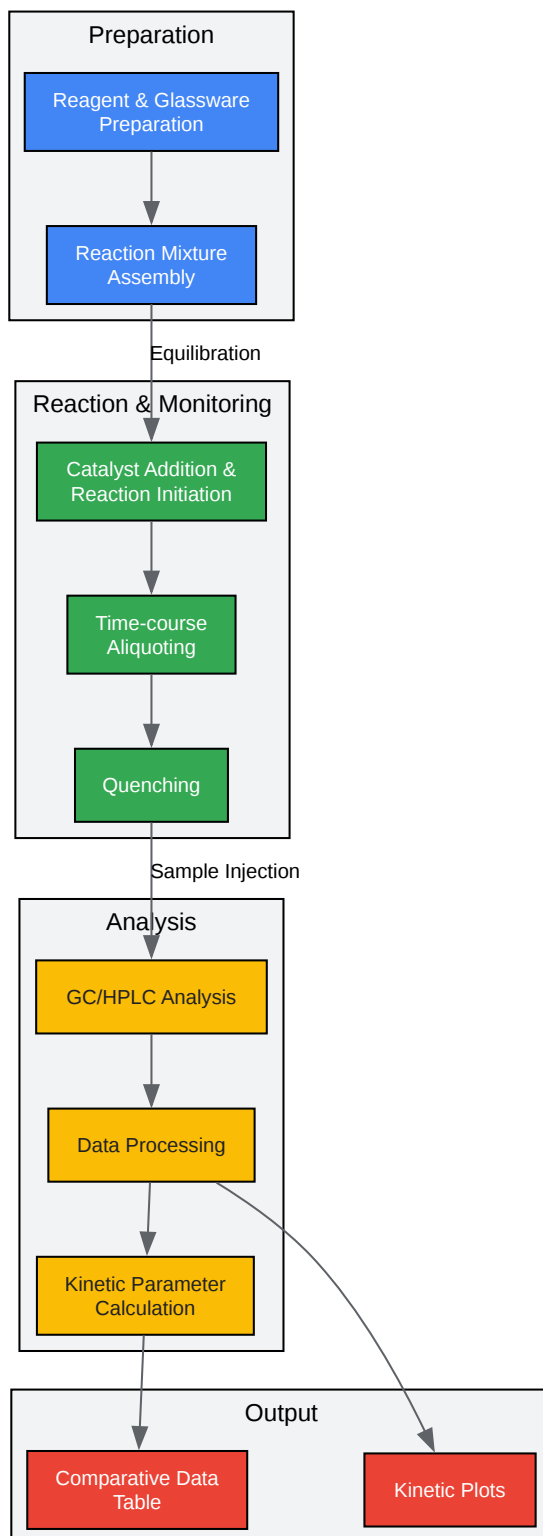 Preparation
Reagent & Glassware
Preparation
Reaction Mixture
Assembly
Equilibration
Reaction & Monitoring
Catalyst Addition &
Reaction Initiation
Time-course
Aliquoting
Quenching
Sample Injection
Analysis
GC/HPLC Analysis
Data Processing
Kinetic Parameter
Calculation
Output
Comparative Data
Table
Kinetic Plots